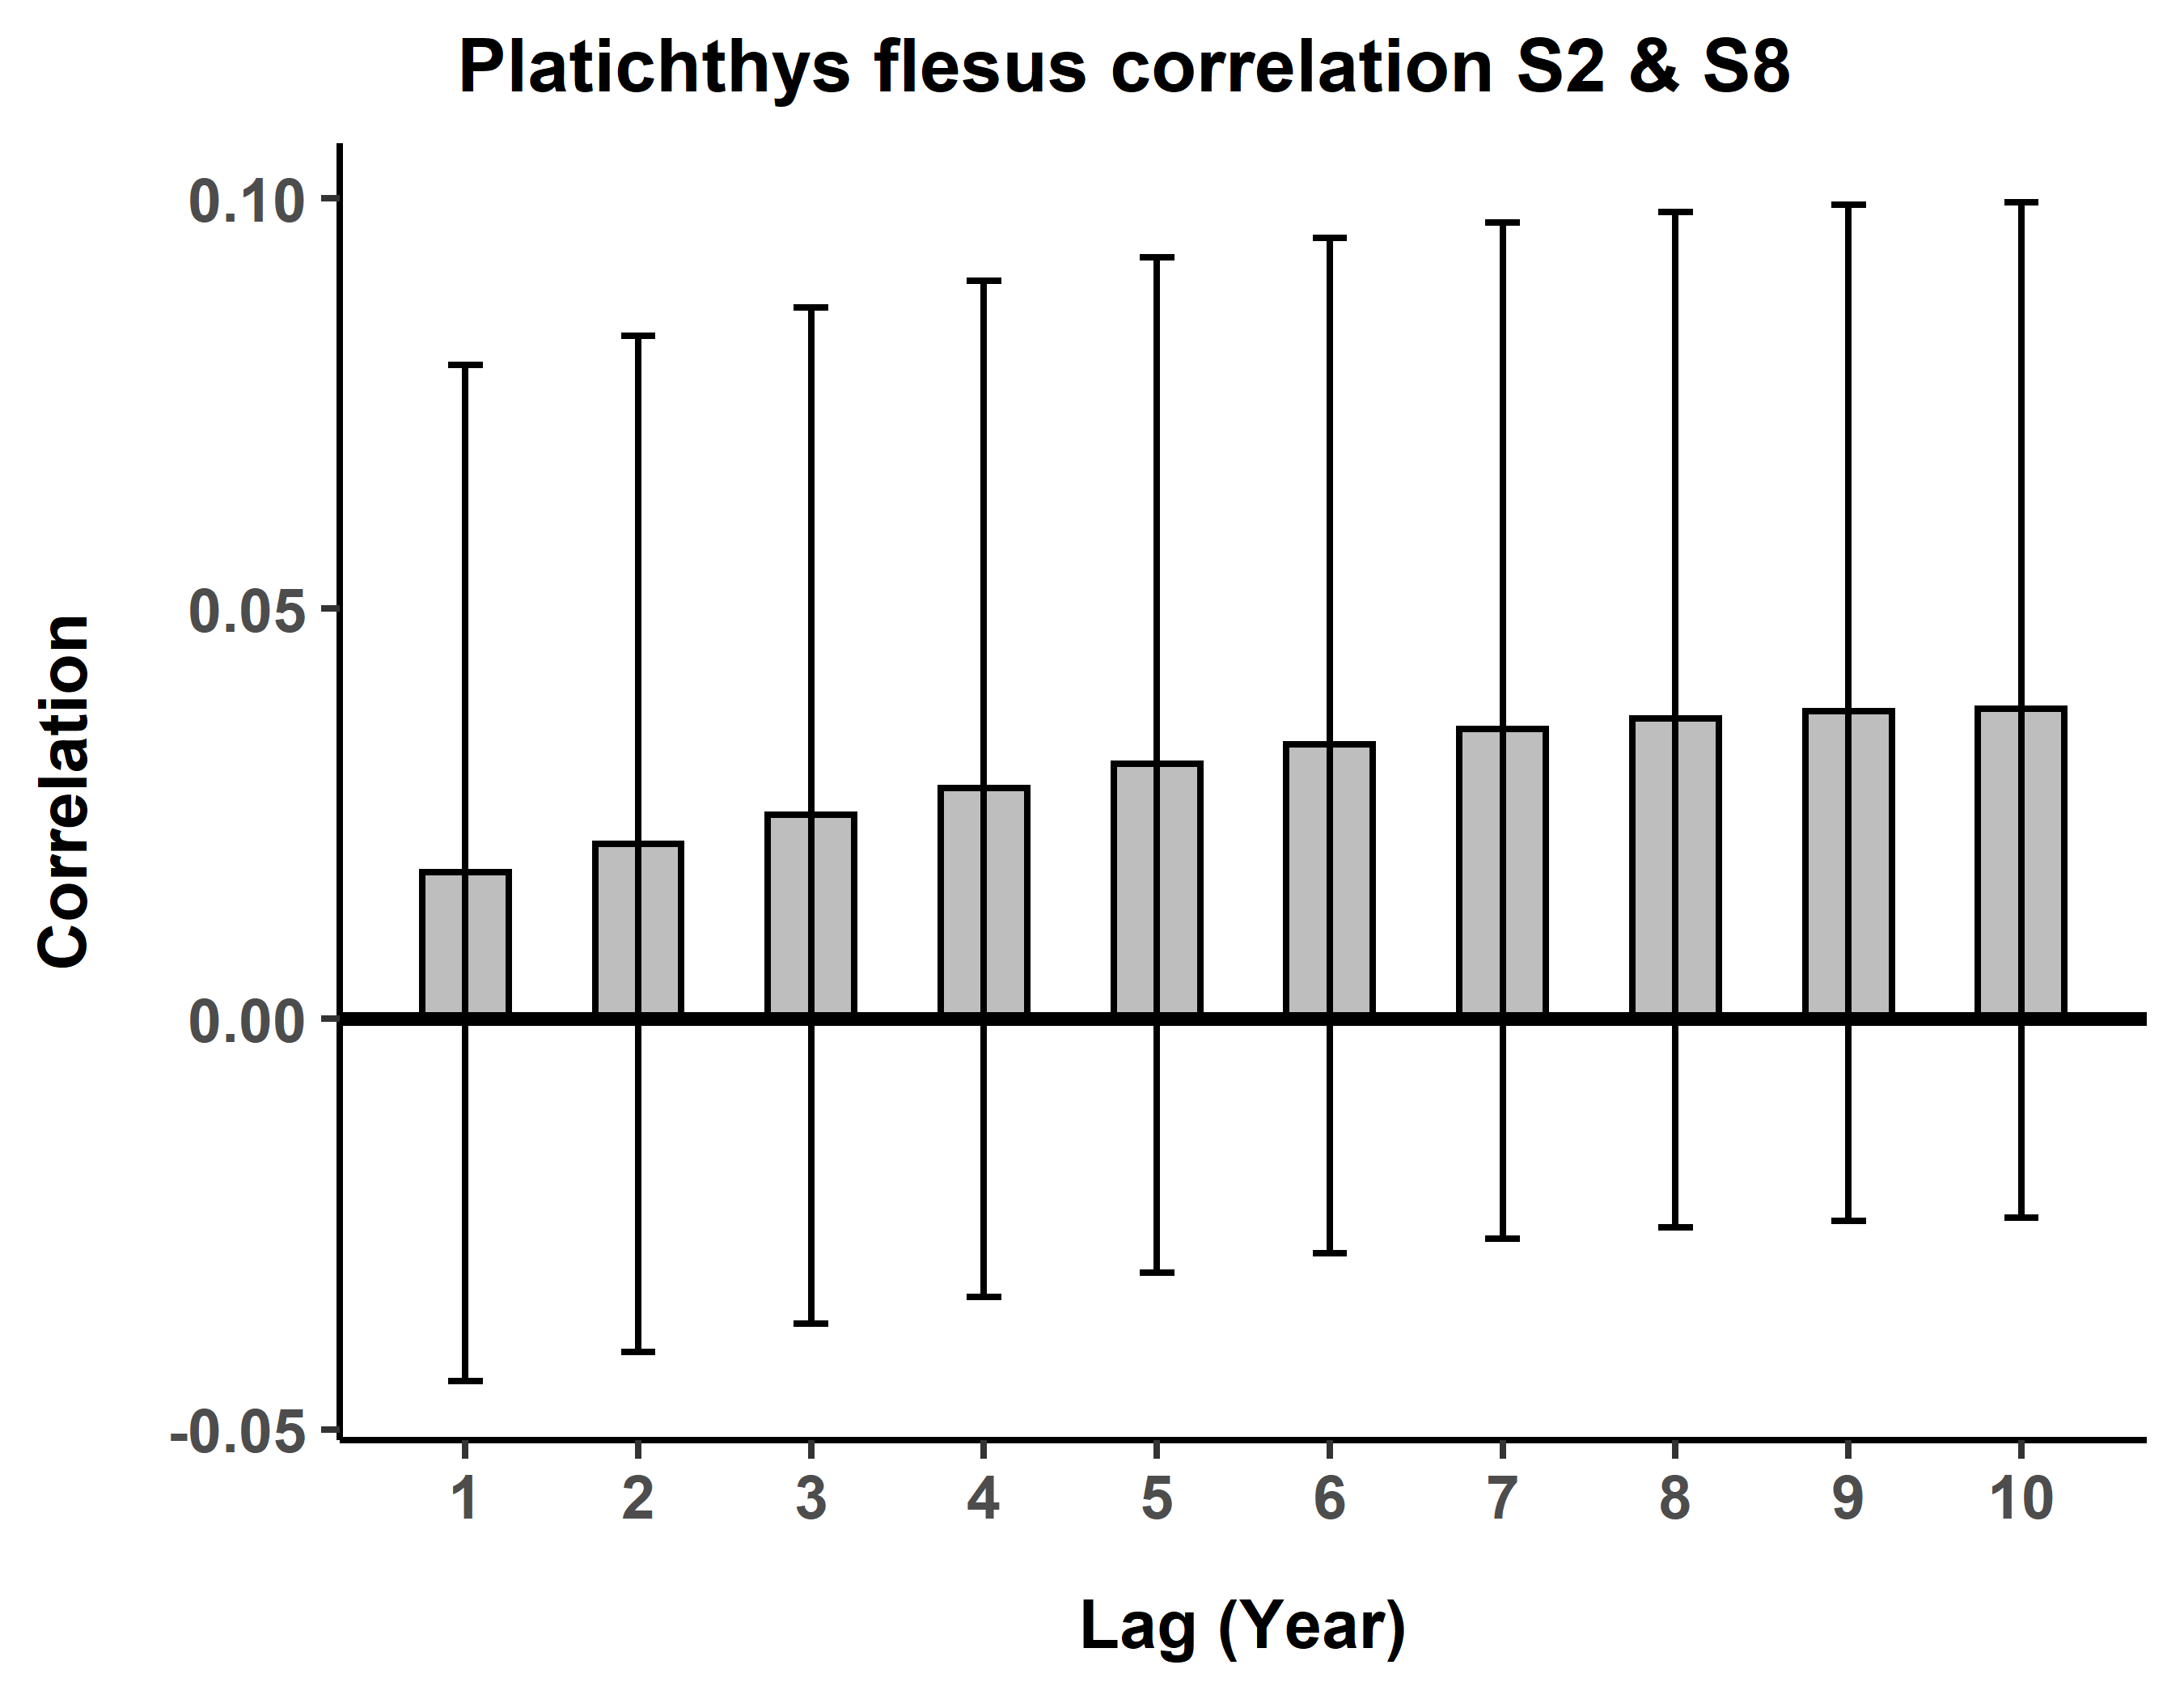 Platichthys flesus correlation S2 & S8
0.10
0.05
0.00
-0.05
Correlation
1 2 3 4 5 6 7 8 9 10
Lag (Year)